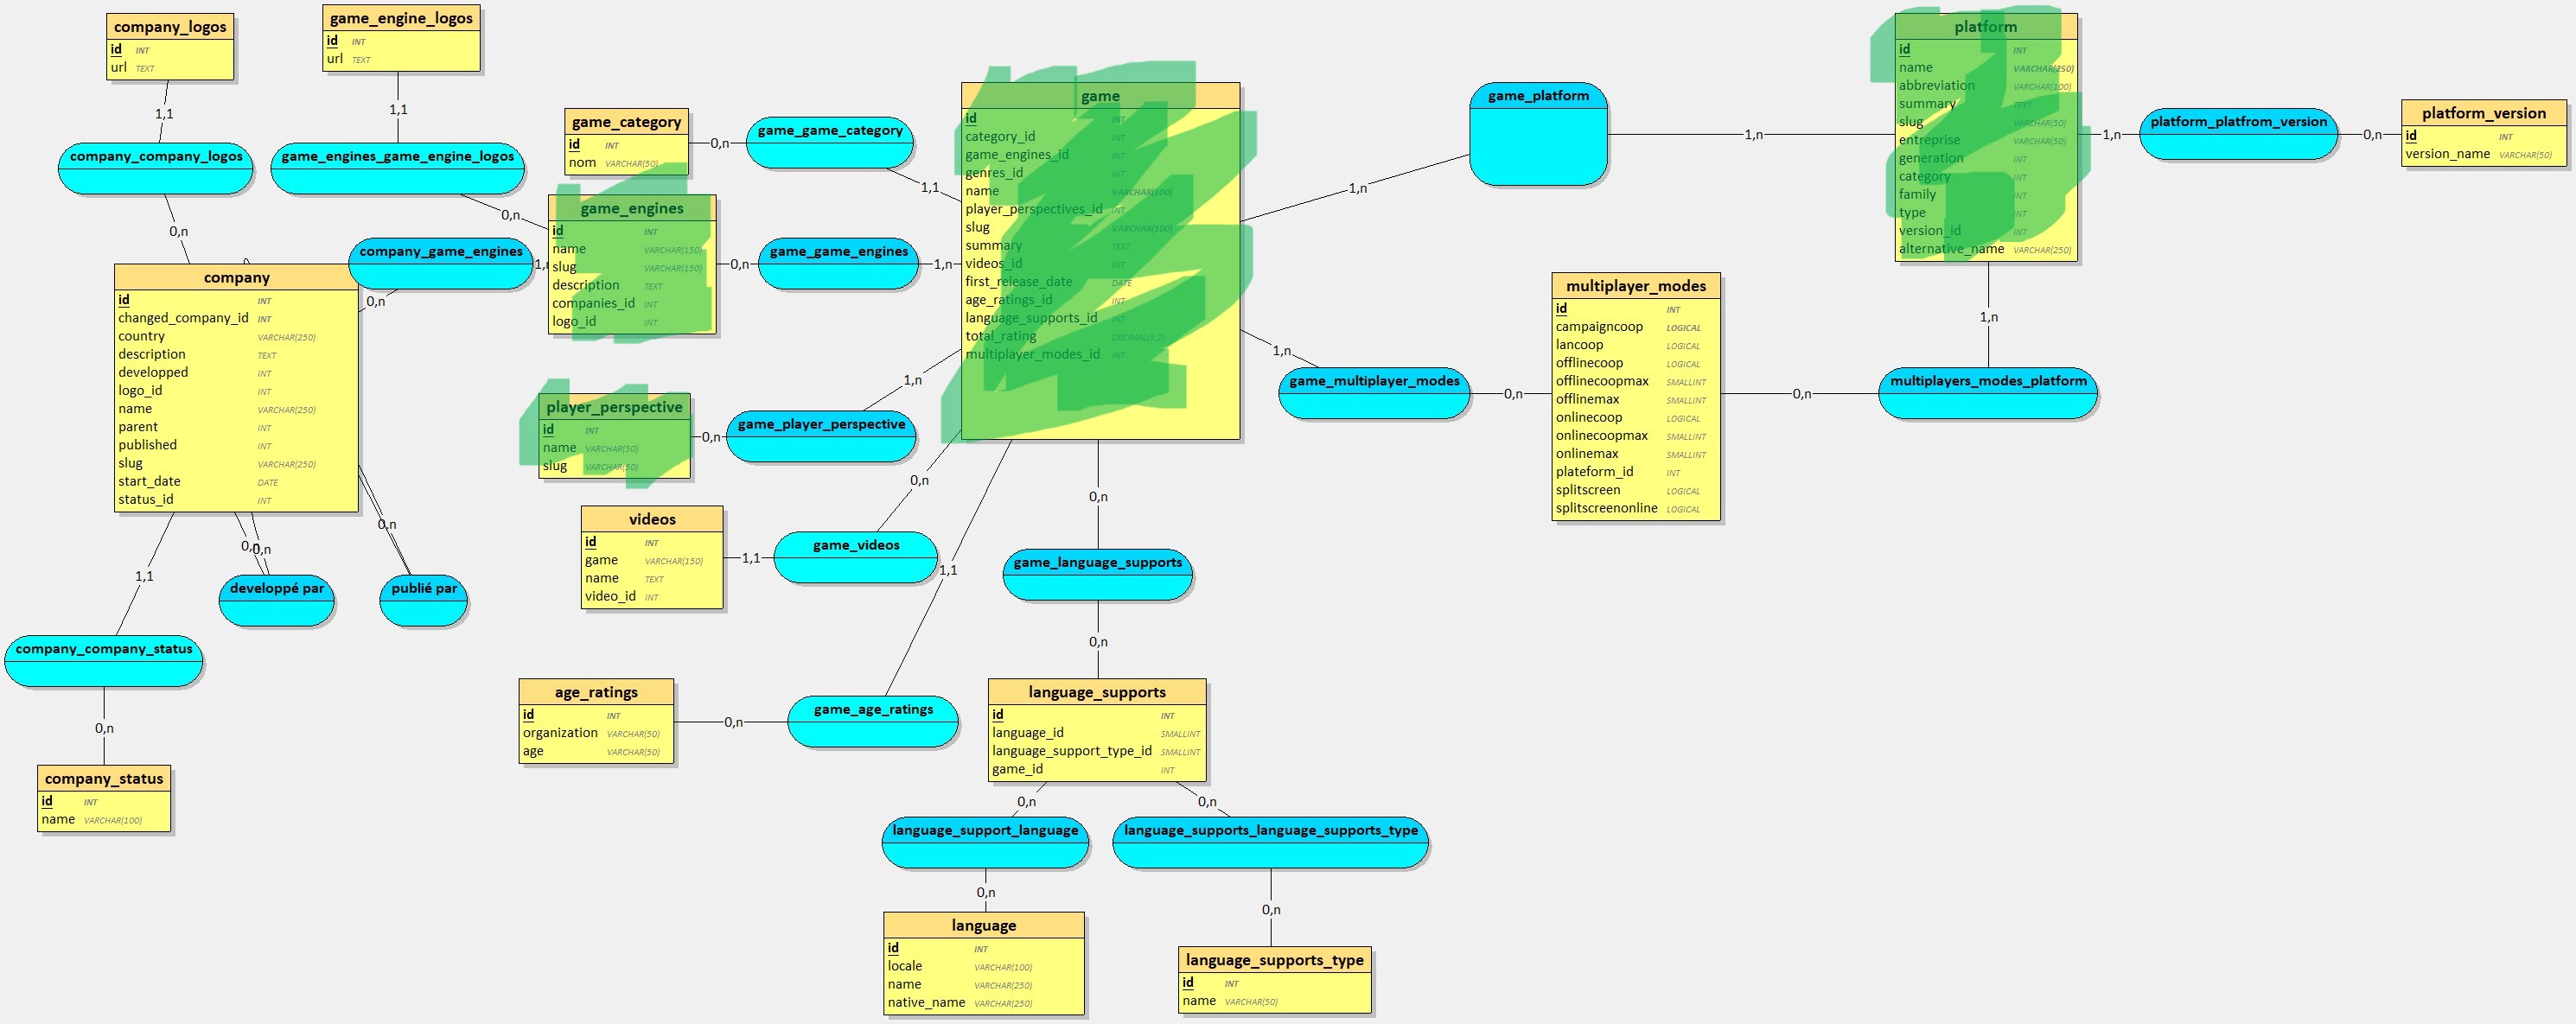 company_logos
id INT
url TEXT
1,1
company_company_logos
0,n
game_engine_logos
id INT
url TEXT
1,1
game_engines_game_engine_logos
0,n
company
id INT
changed_company_id INT
country VARCHAR(250)
description TEXT
developped INT
logo_id INT
name VARCHAR(250)
parent INT
published INT
slug VARCHAR(250)
start_date DATE
status_id INT
company_game_engines
0,n
0,n
0,n
0,n
developpé par
publié par
1,1
company_company_status
0,n
company_status
id INT
name VARCHAR(100)
game_category
id INT
nom VARCHAR(50)
0,n
game_game_category
1,1
game_engines
id INT
name VARCHAR(150)
slug VARCHAR(150)
description TEXT
companies_id INT
logo_id INT
0,n
game_game_engines
1,n
player_perspective
id INT
name VARCHAR(50)
slug VARCHAR(50)
0,n
game_player_perspective
1,n
videos
id INT
game VARCHAR(150)
name TEXT
video_id INT
1,1
game_videos
0,n
age_ratings
id INT
organization VARCHAR(50)
age VARCHAR(50)
0,n
game_age_ratings
1,1
game
id INT
category_id INT
game_engines_id INT
genres_id INT
name VARCHAR(100)
player_perspectives_id INT
slug VARCHAR(100)
summary TEXT
videos_id INT
first_release_date DATE
age_ratings_id INT
language_supports_id INT
total_rating DECIMAL(5,2)
multiplayer_modes_id INT
0,n
game_language_supports
0,n
language_supports
id INT
language_id SMALLINT
language_support_type_id SMALLINT
game_id INT
0,n
0,n
language_support_language
language_supports_language_supports_type
0,n
0,n
language
id INT
locale VARCHAR(100)
name VARCHAR(250)
native_name VARCHAR(250)
language_supports_type
id INT
name VARCHAR(50)
game_platform
1,n
1,n
1,n
game_multiplayer_modes
0,n
multiplayer_modes
id INT
campaigncoop LOGICAL
lancoop LOGICAL
offlinecoop LOGICAL
offlinecoopmax SMALLINT
offlinemax SMALLINT
onlinecoop LOGICAL
onlinecoopmax SMALLINT
onlinemax SMALLINT
plateform_id INT
splitscreen LOGICAL
splitscreenonline LOGICAL
0,n
multiplayers_modes_platform
1,n
platform
id INT
name VARCHAR(250)
abbreviation VARCHAR(100)
summary TEXT
slug VARCHAR(50)
entreprise VARCHAR(50)
generation INT
category INT
family INT
type INT
version_id INT
alternative_name VARCHAR(250)
1,n
platform_platfrom_version
0,n
platform_version
id INT
version_name VARCHAR(50)